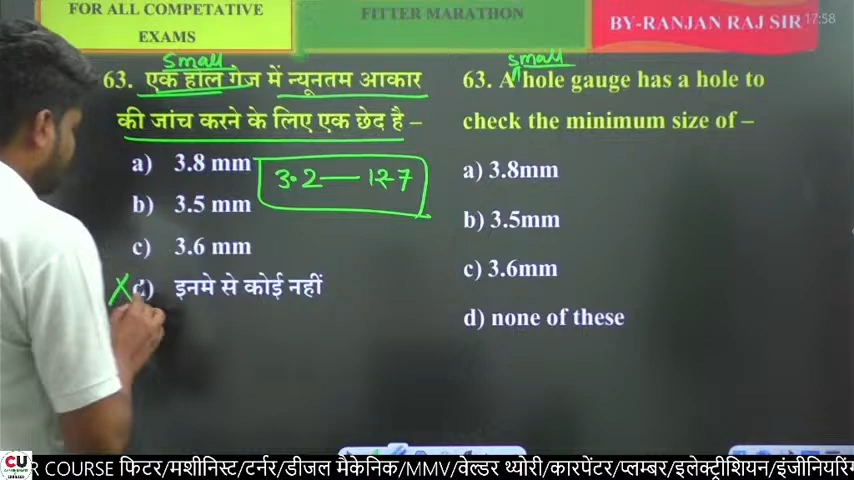 FOR ALL COMPETATIVE
EXAMS
FITTER MARATHON
BY-RANJAN RAJ SIR
17:58
small
63. एक होल गेज में न्यूनतम आकार
की जांच करने के लिए एक छेद है –
a) 3.8 mm
3.2 — 12.7
b) 3.5 mm
c) 3.6 mm
d) इनमे से कोई नहीं
small
63. A hole gauge has a hole to
check the minimum size of –
a) 3.8mm
b) 3.5mm
c) 3.6mm
d) none of these
CU
R COURSE फिटर/मशीनिस्ट/टर्नर/डीजल मैकेनिक/MMV/वेल्डर थ्योरी/कारपेंटर/प्लम्बर/इलेक्ट्रीशियन/इंजीनियरिंग